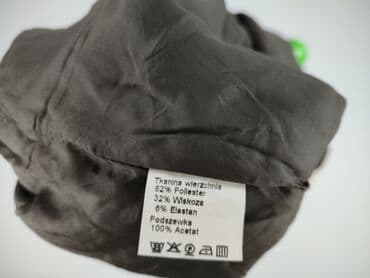 Tkanina wierzchnia
62% Poliester
32% Wiskoza
6% Elastan
Podszewka
100% Acetat